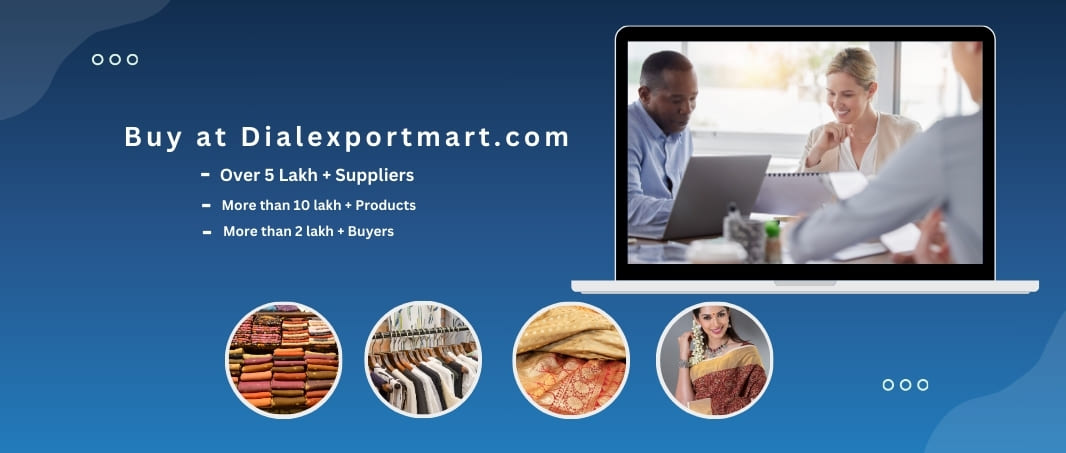 Buy at Dialexportmart.com
- Over 5 Lakh + Suppliers
- More than 10 lakh + Products
- More than 2 lakh + Buyers